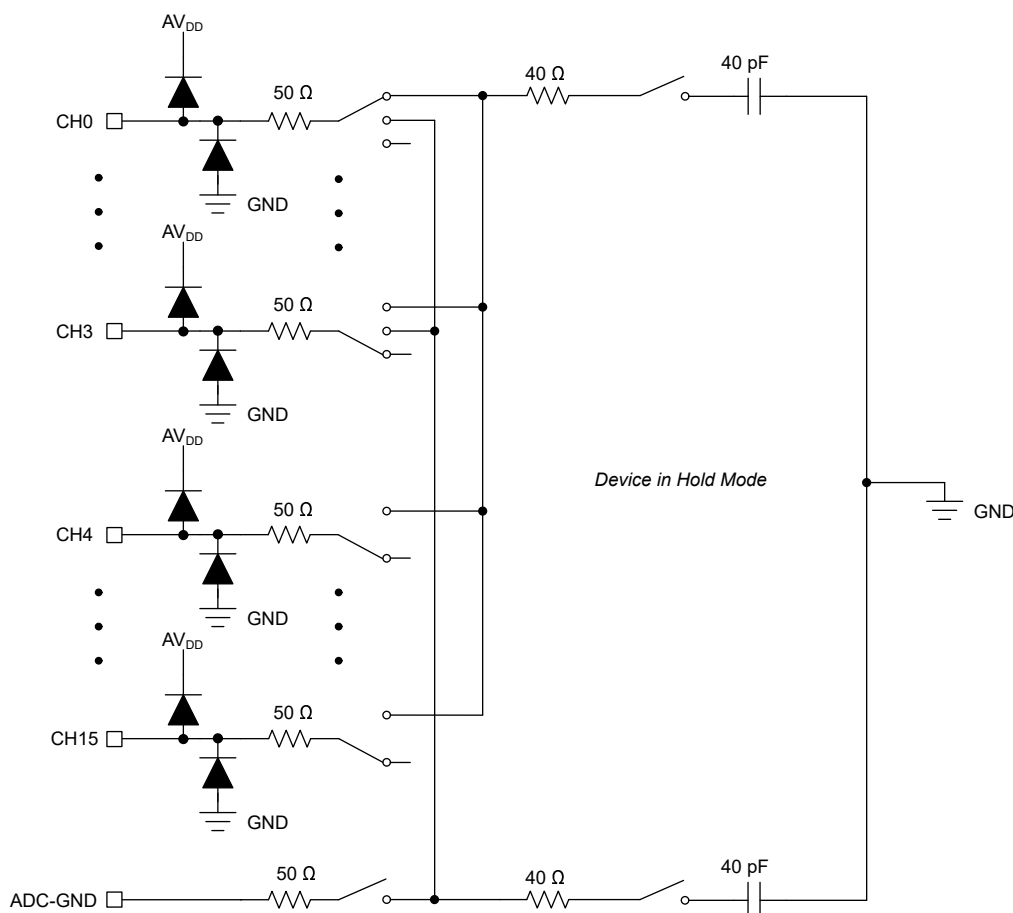 AVDD
40 pF
50 Ω
40 Ω
CH0
GND
AVDD
50 Ω
CH3
GND
AVDD
Device in Hold Mode
50 Ω
CH4
GND
GND
AVDD
50 Ω
CH15
GND
50 Ω
40 Ω
40 pF
ADC-GND